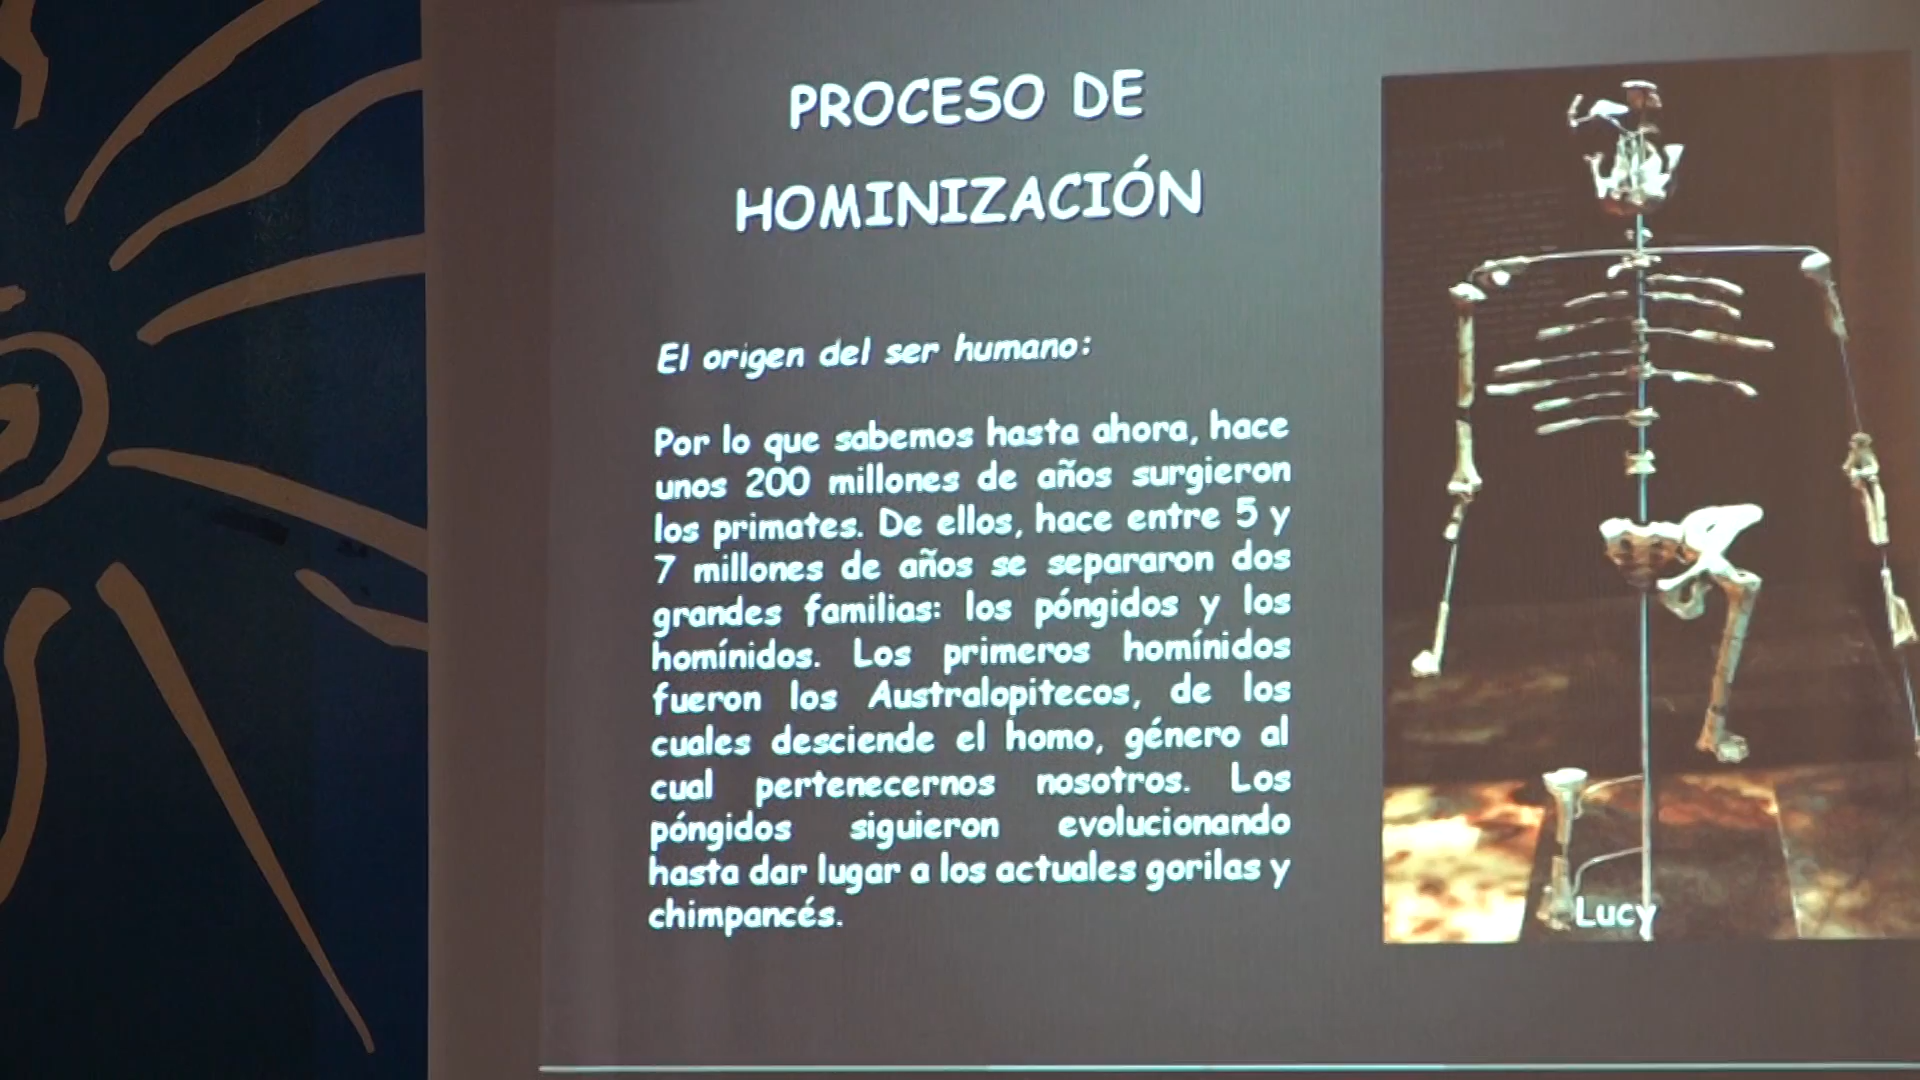 PROCESO DE
HOMINIZACIÓN
El origen del ser humano:
Por lo que sabemos hasta ahora, hace
unos 200 millones de años surgieron
los primates. De ellos, hace entre 5 y
7 millones de años se separaron dos
grandes familias: los póngidos y los
homínidos. Los primeros homínidos
fueron los Australopitecos, de los
cuales desciende el homo, género al
cual pertenecernos nosotros. Los
póngidos siguieron evolucionando
hasta dar lugar a los actuales gorilas y
chimpancés.
Lucy